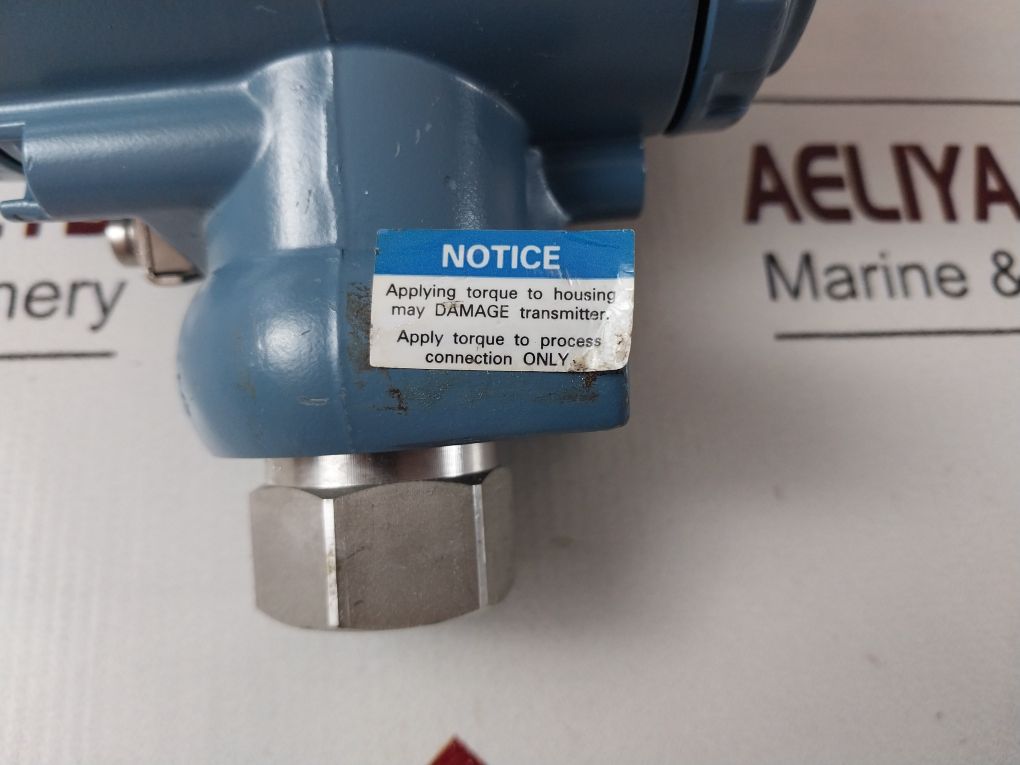 NOTICE
Applying torque to housing
may DAMAGE transmitter.
Apply torque to process
connection ONLY.
AELIYA
Marine &
nery